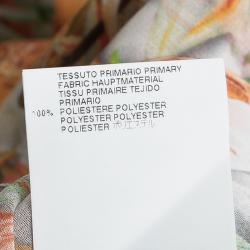 TESSUTO PRIMARIO PRIMARY
FABRIC HAUPTMATERIAL
TISSU PRIMAIRE TEJIDO
PRIMARIO
100% POLIESTERE POLYESTER
POLYESTER POLYESTER
POLIESTER ポリエステル